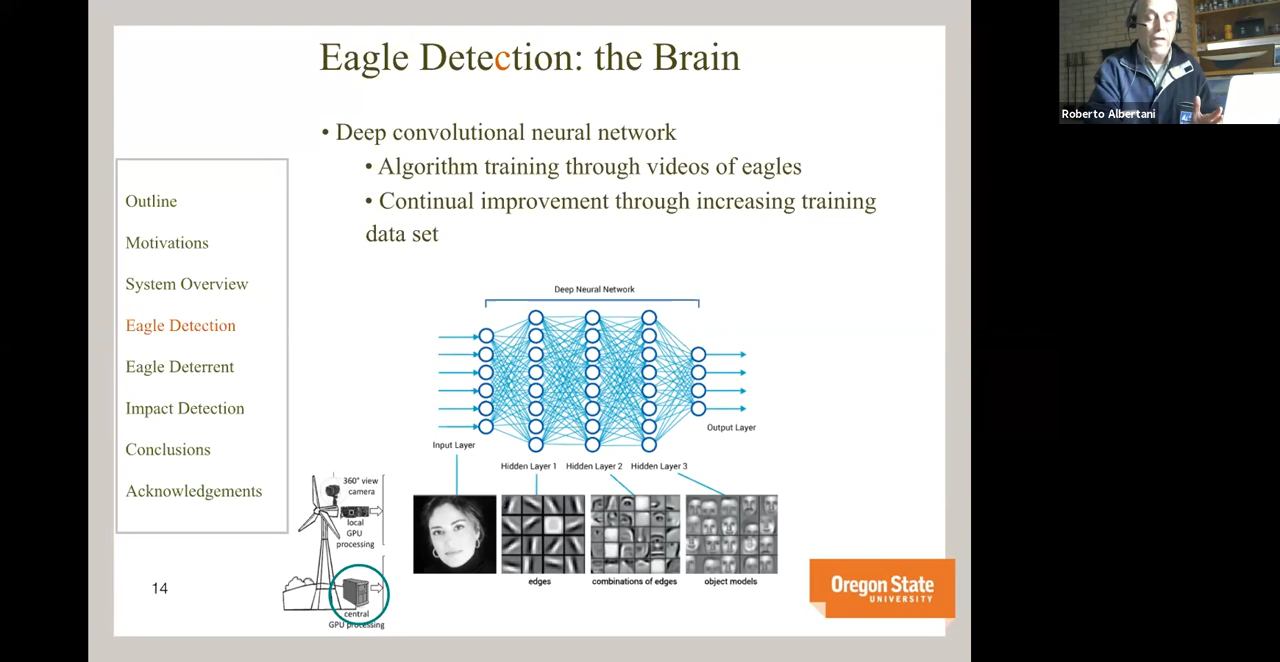 Eagle Detection: the Brain
• Deep convolutional neural network
• Algorithm training through videos of eagles
• Continual improvement through increasing training
data set
Outline
Motivations
System Overview
Eagle Detection
Eagle Deterrent
Impact Detection
Conclusions
Acknowledgements
Deep Neural Network
Input Layer
Output Layer
Hidden Layer 1
Hidden Layer 2
Hidden Layer 3
edges
combinations of edges
object models
360° view
camera
local
GPU
processing
central
GPU processing
14
Oregon State
UNIVERSITY
Roberto Albertani